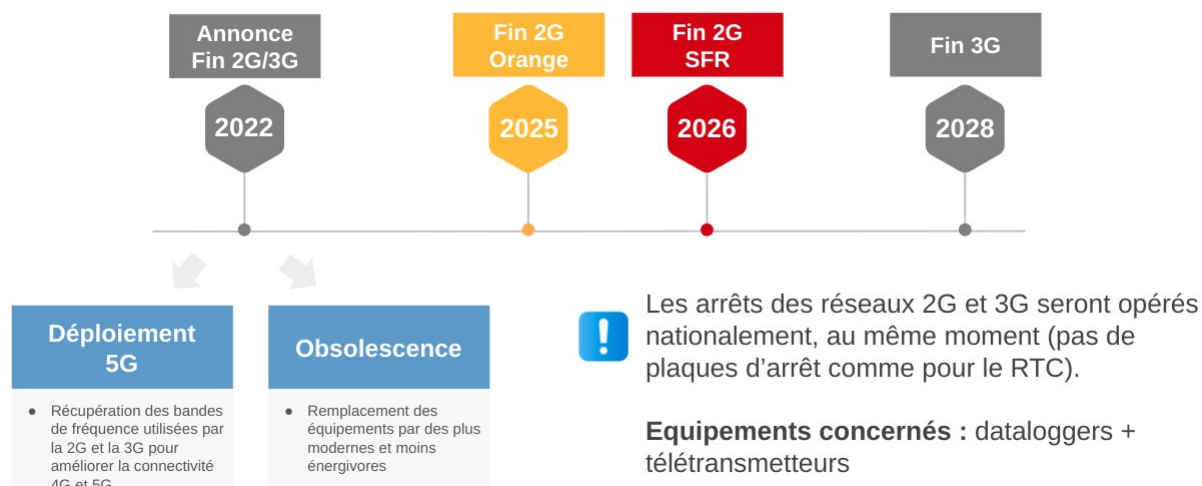 Annonce
Fin 2G/3G
Fin 2G
Orange
Fin 2G
SFR
Fin 3G
2022
2025
2026
2028
Déploiement
5G
● Récupération des bandes
de fréquence utilisées par
la 2G et la 3G pour
améliorer la connectivité
4G et 5G
Obsolescence
● Remplacement des
équipements par des plus
modernes et moins
énergivores
!
Les arrêts des réseaux 2G et 3G seront opérés
nationalement, au même moment (pas de
plaques d’arrêt comme pour le RTC).
Equipements concernés : dataloggers +
télétransmetteurs